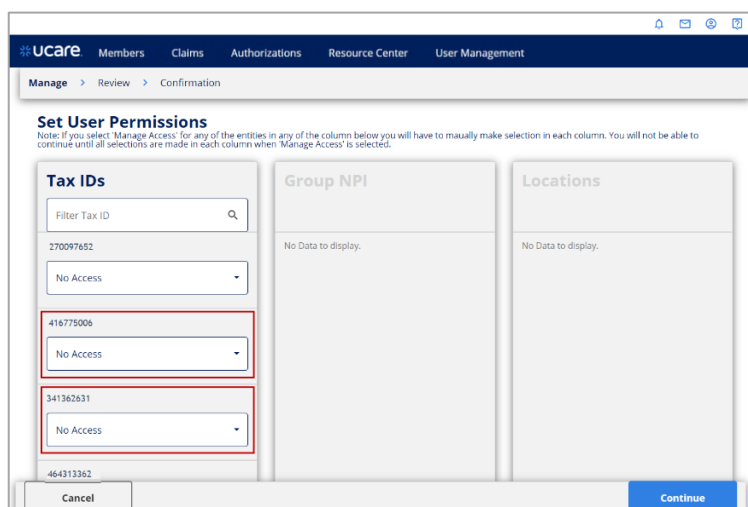 ucare. Members Claims Authorizations Resource Center User Management
Manage > Review > Confirmation
Set User Permissions
Note: If you select 'Manage Access' for any of the entities in any of the column below you will have to maually make selection in each column. You will not be able to
continue until all selections are made in each column when 'Manage Access' is selected.
Tax IDs
Filter Tax ID
270097652
No Access
416775006
No Access
341362631
No Access
464313362
Group NPI
No Data to display.
Locations
No Data to display.
Cancel
Continue